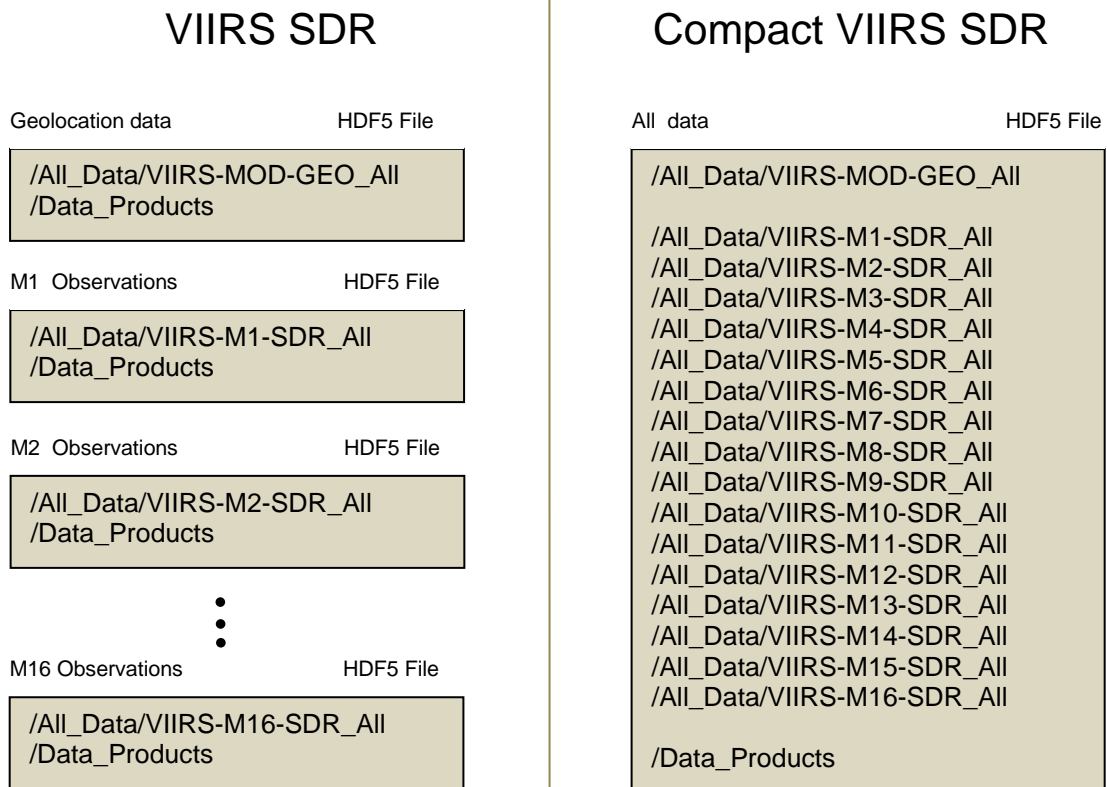 VIIRS SDR
Geolocation data HDF5 File
/All_Data/VIIRS-MOD-GEO_All
/Data_Products
M1 Observations HDF5 File
/All_Data/VIIRS-M1-SDR_All
/Data_Products
M2 Observations HDF5 File
/All_Data/VIIRS-M2-SDR_All
/Data_Products
M16 Observations HDF5 File
/All_Data/VIIRS-M16-SDR_All
/Data_Products
Compact VIIRS SDR
All data HDF5 File
/All_Data/VIIRS-MOD-GEO_All
/All_Data/VIIRS-M1-SDR_All
/All_Data/VIIRS-M2-SDR_All
/All_Data/VIIRS-M3-SDR_All
/All_Data/VIIRS-M4-SDR_All
/All_Data/VIIRS-M5-SDR_All
/All_Data/VIIRS-M6-SDR_All
/All_Data/VIIRS-M7-SDR_All
/All_Data/VIIRS-M8-SDR_All
/All_Data/VIIRS-M9-SDR_All
/All_Data/VIIRS-M10-SDR_All
/All_Data/VIIRS-M11-SDR_All
/All_Data/VIIRS-M12-SDR_All
/All_Data/VIIRS-M13-SDR_All
/All_Data/VIIRS-M14-SDR_All
/All_Data/VIIRS-M15-SDR_All
/All_Data/VIIRS-M16-SDR_All
/Data_Products